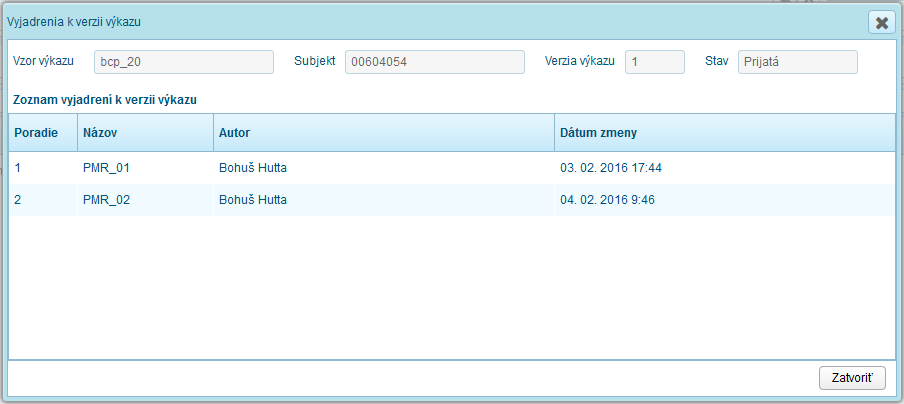 Vyjadrenia k verzii výkazu
Vzor výkazu bcp_20 Subjekt 00604054 Verzia výkazu 1 Stav Prijatá
Zoznam vyjadrení k verzii výkazu
Poradie Názov Autor Dátum zmeny
1 PMR_01 Bohuš Hutta 03. 02. 2016 17:44
2 PMR_02 Bohuš Hutta 04. 02. 2016 9:46
Zatvoriť